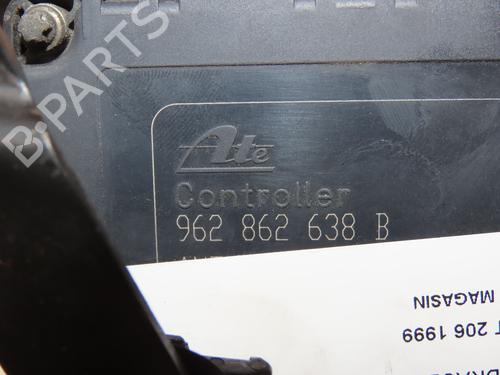 B-PARTS
Ate
Controller
962 862 638 B
MAGASIN
206 1999